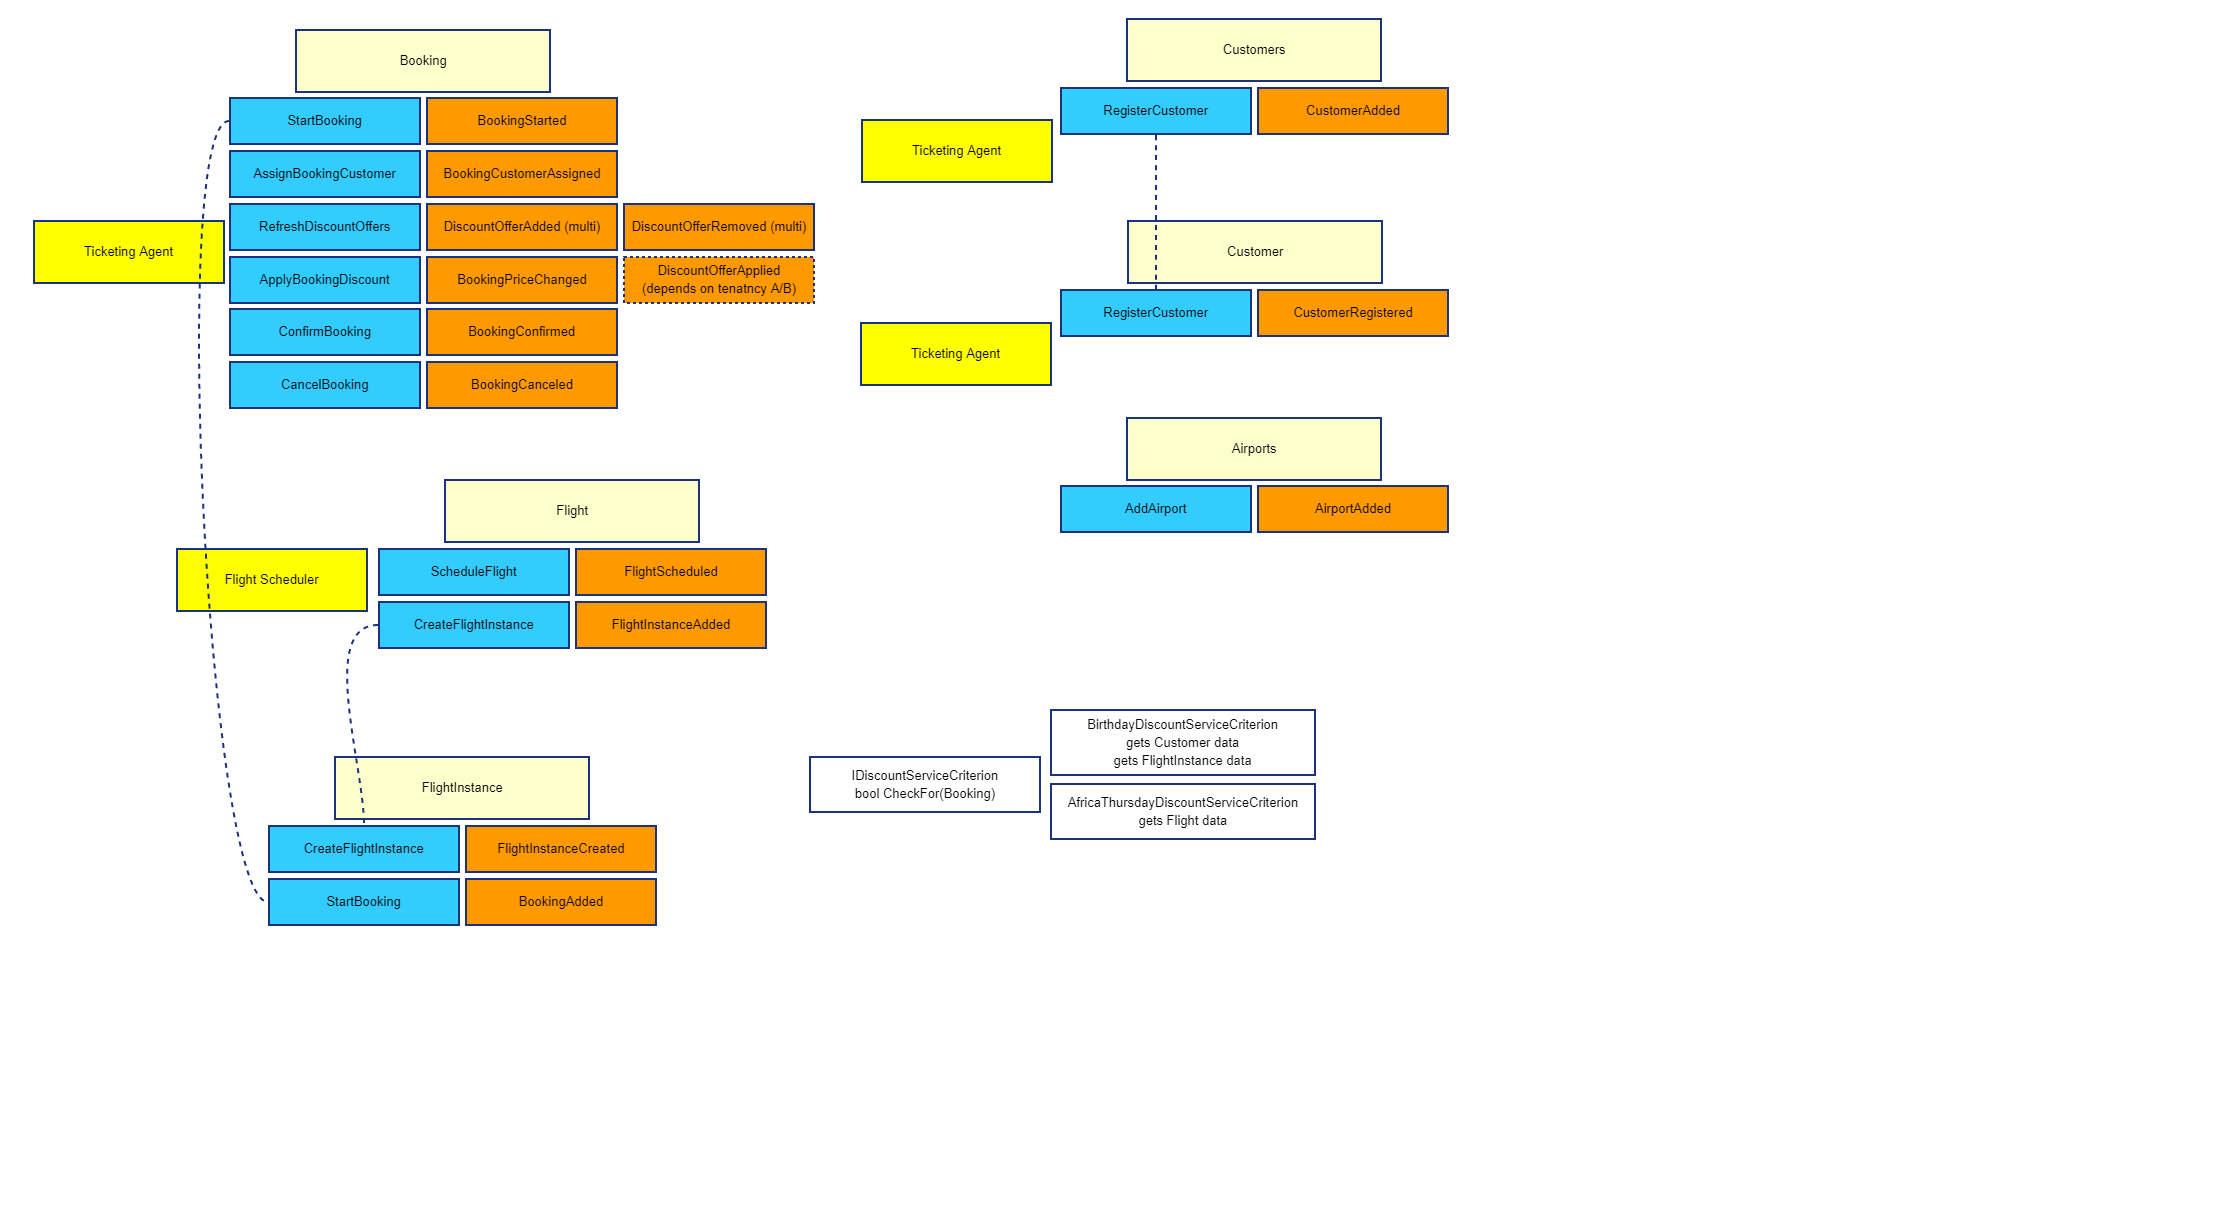 Booking
StartBooking
BookingStarted
AssignBookingCustomer
BookingCustomerAssigned
Ticketing Agent
RefreshDiscountOffers
DiscountOfferAdded (multi)
DiscountOfferRemoved (multi)
ApplyBookingDiscount
BookingPriceChanged
DiscountOfferApplied
(depends on tenatncy A/B)
ConfirmBooking
BookingConfirmed
CancelBooking
BookingCanceled
Customers
Ticketing Agent
RegisterCustomer
CustomerAdded
Customer
Ticketing Agent
RegisterCustomer
CustomerRegistered
Airports
AddAirport
AirportAdded
Flight
Flight Scheduler
ScheduleFlight
FlightScheduled
CreateFlightInstance
FlightInstanceAdded
FlightInstance
CreateFlightInstance
FlightInstanceCreated
StartBooking
BookingAdded
IDiscountServiceCriterion
bool CheckFor(Booking)
BirthdayDiscountServiceCriterion
gets Customer data
gets FlightInstance data
AfricaThursdayDiscountServiceCriterion
gets Flight data